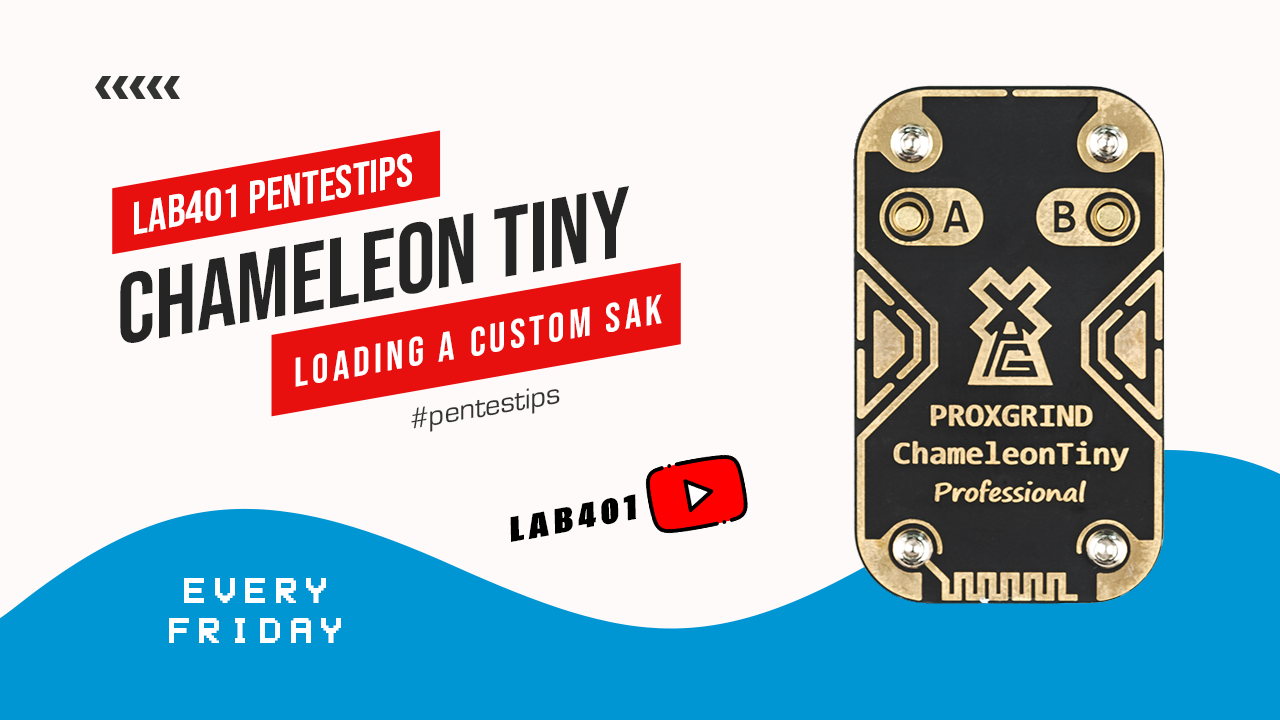 LAB401 PENTESTIPS
CHAMELEON TINY
LOADING A CUSTOM SAK
#pentestips
LAB401
EVERY
FRIDAY
A
B
PROXGRIND
ChameleonTiny
Professional